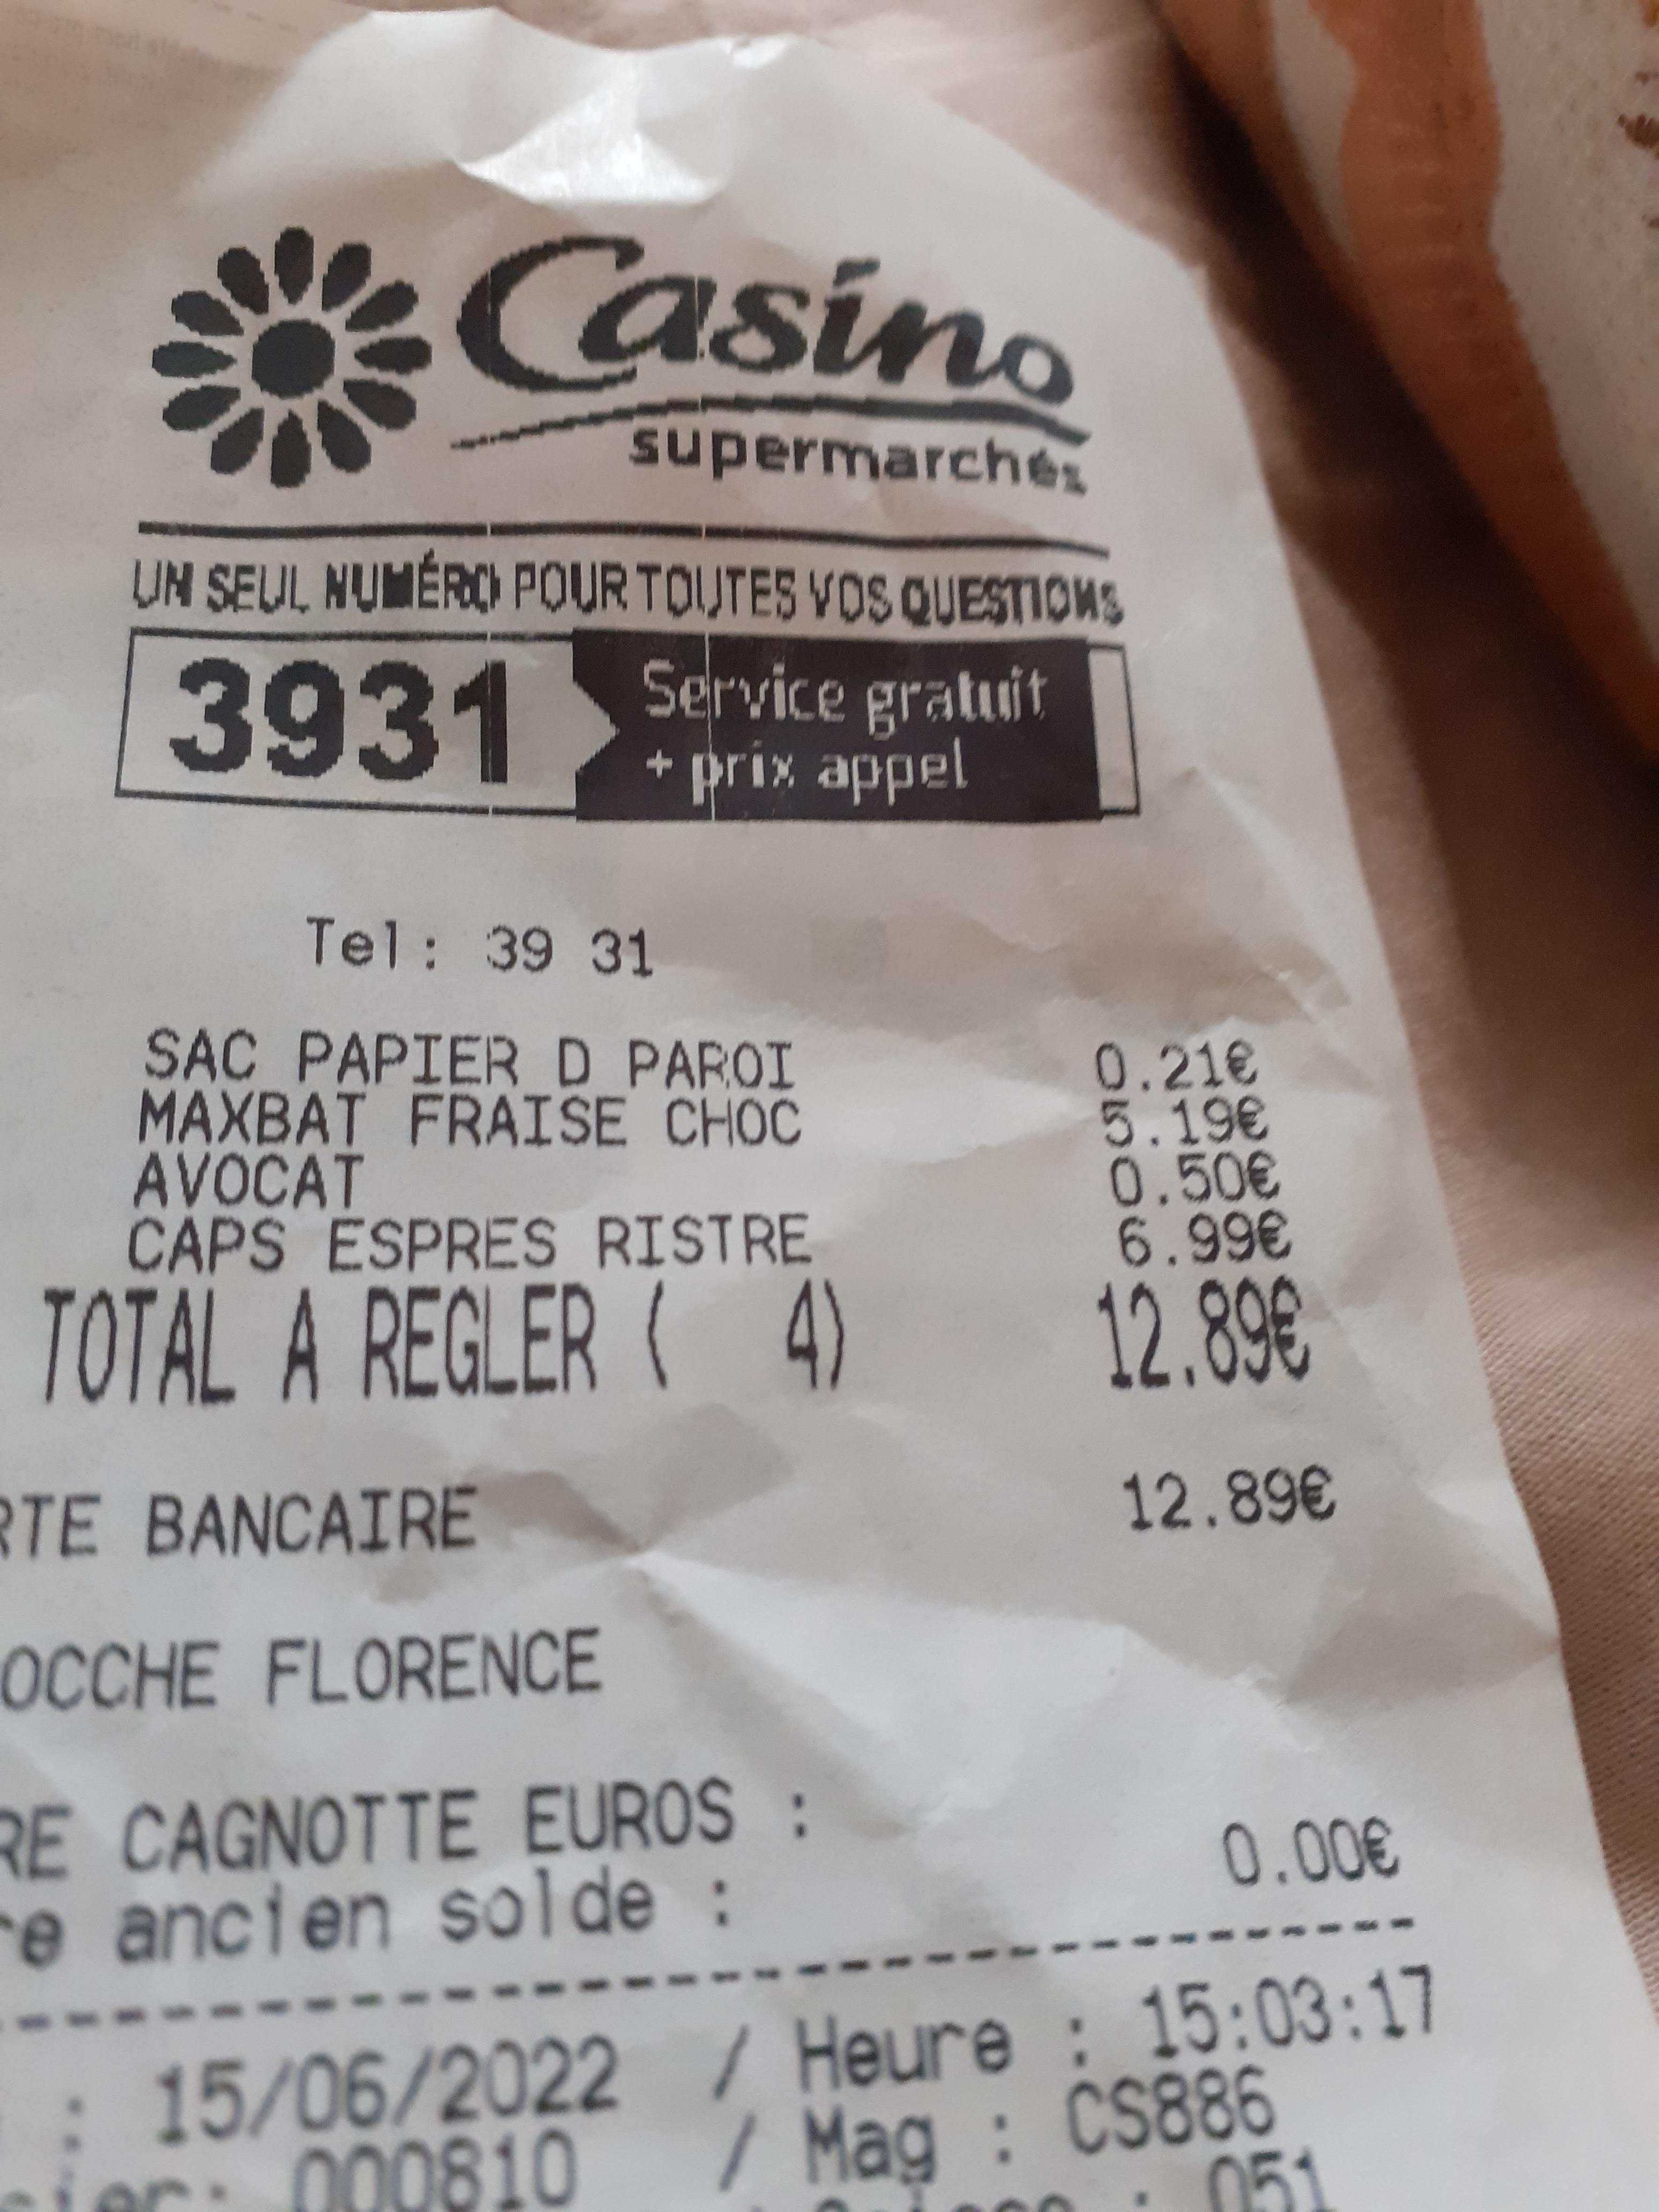 Casino
supermarchés
UN SEUL NUMÉRO POUR TOUTES VOS QUESTIONS
3931 Service gratuit
+ prix appel
Tel: 39 31
SAC PAPIER D PAROI 0.21€
MAXBAT FRAISE CHOC 5.19€
AVOCAT 0.50€
CAPS ESPRES RISTRE 6.99€
TOTAL A REGLER ( 4) 12.89€
RTE BANCAIRE 12.89€
OCCHE FLORENCE
RE CAGNOTTE EUROS :
re ancien solde : 0.00€
: 15/06/2022 / Heure : 15:03:17
000810 / Mag : CS886
: 051